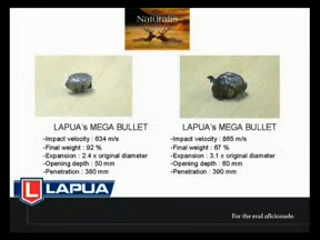 Naturalis
LAPUA's MEGA BULLET
-Impact velocity : 634 m/s
-Final weight : 92 %
-Expansion : 2.4 x original diameter
-Opening depth : 50 mm
-Penetration : 380 mm
LAPUA's MEGA BULLET
-Impact velocity : 865 m/s
-Final weight : 67 %
-Expansion : 3.1 x original diameter
-Opening depth : 60 mm
-Penetration : 390 mm
L LAPUA
For the real aficionado